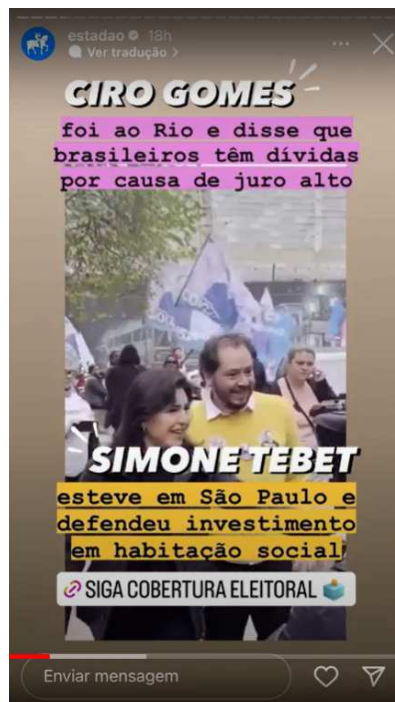 estadao 18h
Ver tradução >
CIRO GOMES
foi ao Rio e disse que
brasileiros têm dívidas
por causa de juro alto
SIMONE TEBET
esteve em São Paulo e
defendeu investimento
em habitação social
SIGA COBERTURA ELEITORAL
Enviar mensagem